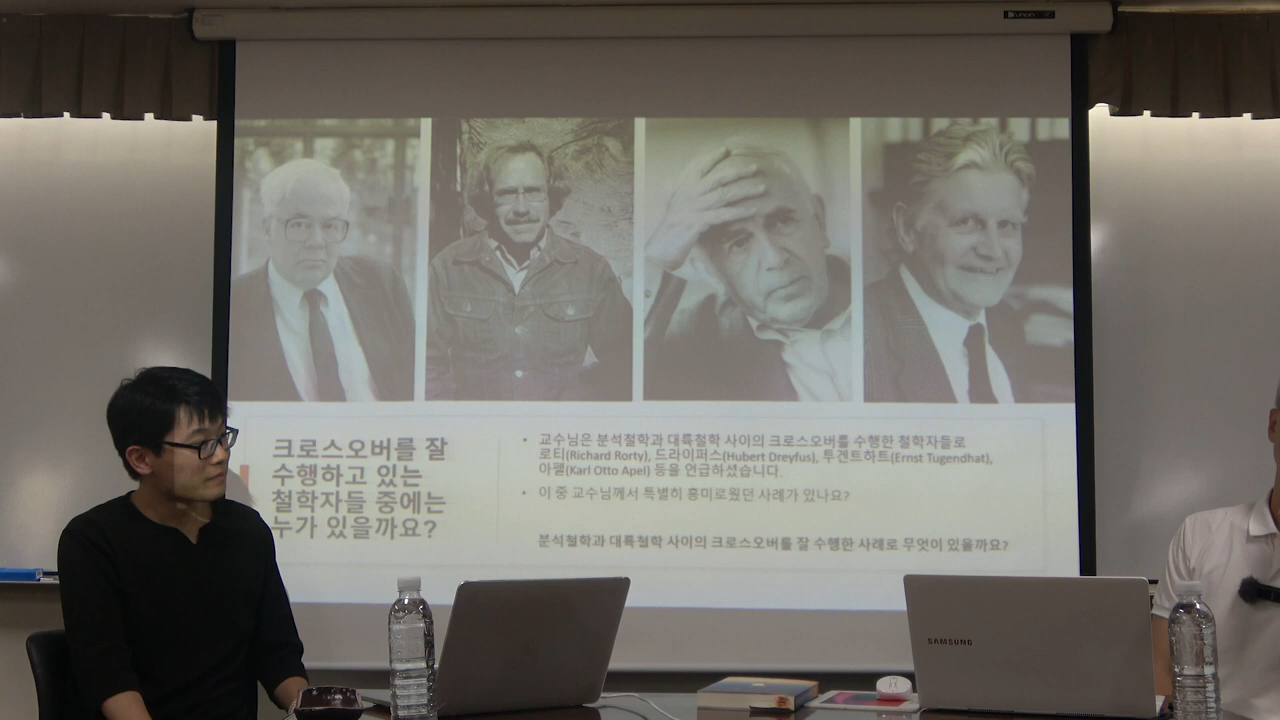 크로스오버를 잘
수행하고 있는
철학자들 중에는
누가 있을까요?
• 교수님은 분석철학과 대륙철학 사이의 크로스오버를 수행한 철학자들로
로티(Richard Rorty), 드라이퍼스(Hubert Dreyfus), 투겐트하트(Ernst Tugendhat),
아펠(Karl Otto Apel) 등을 언급하셨습니다.
• 이 중 교수님께서 특별히 흥미로웠던 사례가 있나요?
분석철학과 대륙철학 사이의 크로스오버를 잘 수행한 사례로 무엇이 있을까요?
SAMSUNG